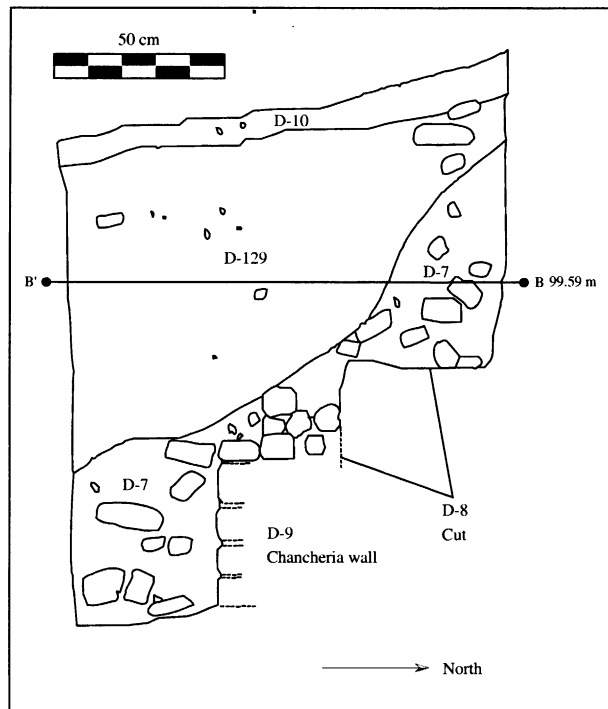 50 cm
D-10
D-129
B'
D-7
B 99.59 m
D-7
D-9
Chancheria wall
D-8
Cut
North